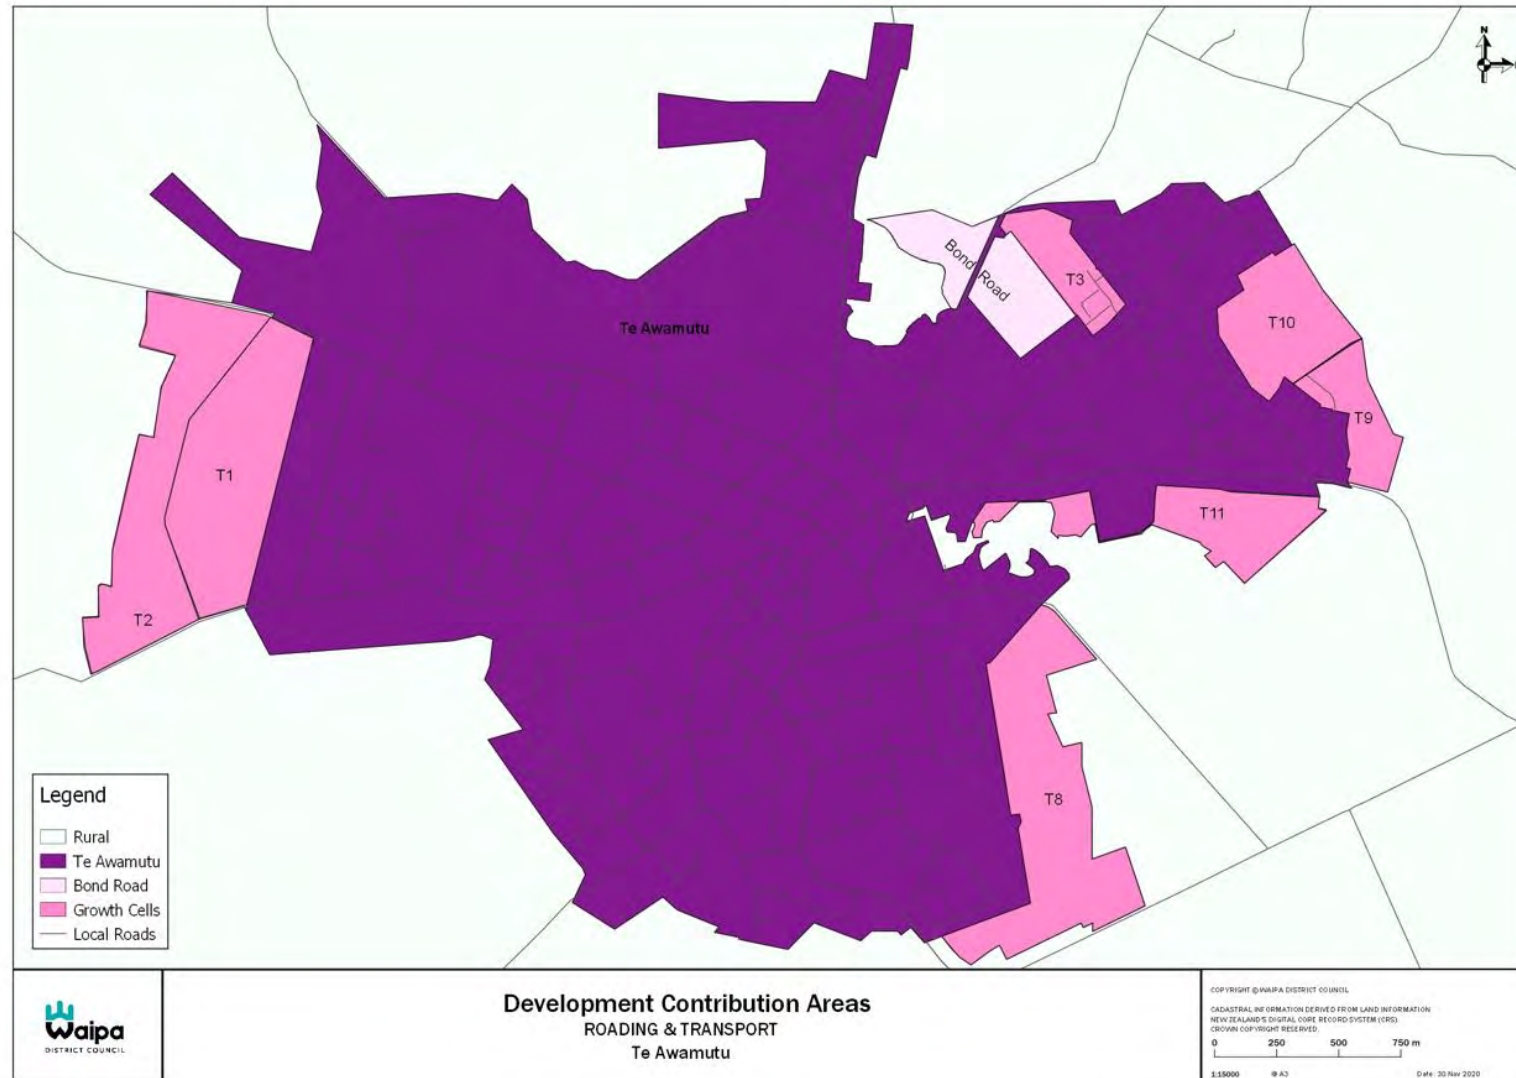 N
Bond Road
T3
T10
Te Awamutu
T9
T1
T11
T2
T8
Legend
Rural
Te Awamutu
Bond Road
Growth Cells
Local Roads
Waipa
DISTRICT COUNCIL
Development Contribution Areas
ROADING & TRANSPORT
Te Awamutu
COPYRIGHT © WAIPA DISTRICT COUNCIL
CADASTRAL INFORMATION DERIVED FROM LAND INFORMATION
NEW ZEALAND'S DIGITAL CORE RECORD SYSTEM (CRS).
CROWN COPYRIGHT RESERVED.
0 250 500 750 m
1:15000 @ A3 Date: 30 Nov 2020